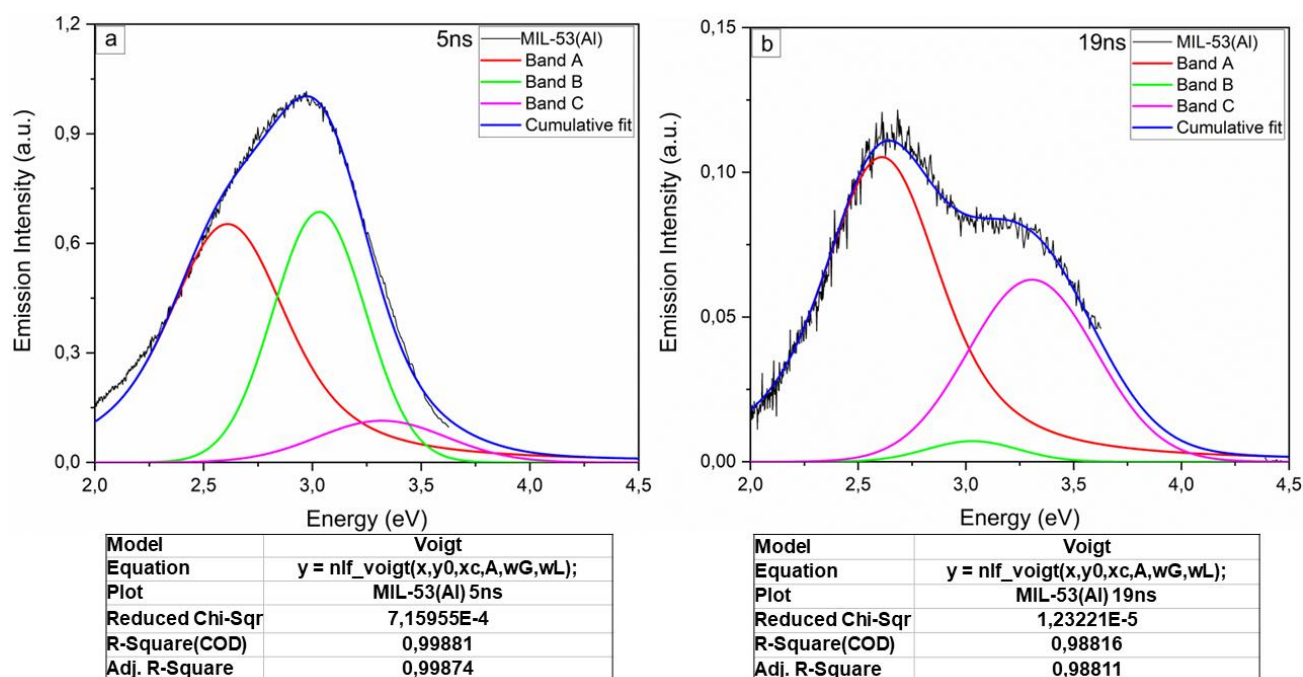 a
5ns
MIL-53(Al)
Band A
Band B
Band C
Cumulative fit
1,2
0,9
0,6
0,3
0,0
Emission Intensity (a.u.)
2,0 2,5 3,0 3,5 4,0 4,5
Energy (eV)
Model Voigt
Equation y = nlf_voigt(x,y0,xc,A,wG,wL);
Plot MIL-53(Al) 5ns
Reduced Chi-Sqr 7,15955E-4
R-Square(COD) 0,99881
Adj. R-Square 0,99874
b
19ns
MIL-53(Al)
Band A
Band B
Band C
Cumulative fit
0,15
0,10
0,05
0,00
Emission Intensity (a.u.)
2,0 2,5 3,0 3,5 4,0 4,5
Energy (eV)
Model Voigt
Equation y = nlf_voigt(x,y0,xc,A,wG,wL);
Plot MIL-53(Al) 19ns
Reduced Chi-Sqr 1,23221E-5
R-Square(COD) 0,98816
Adj. R-Square 0,98811